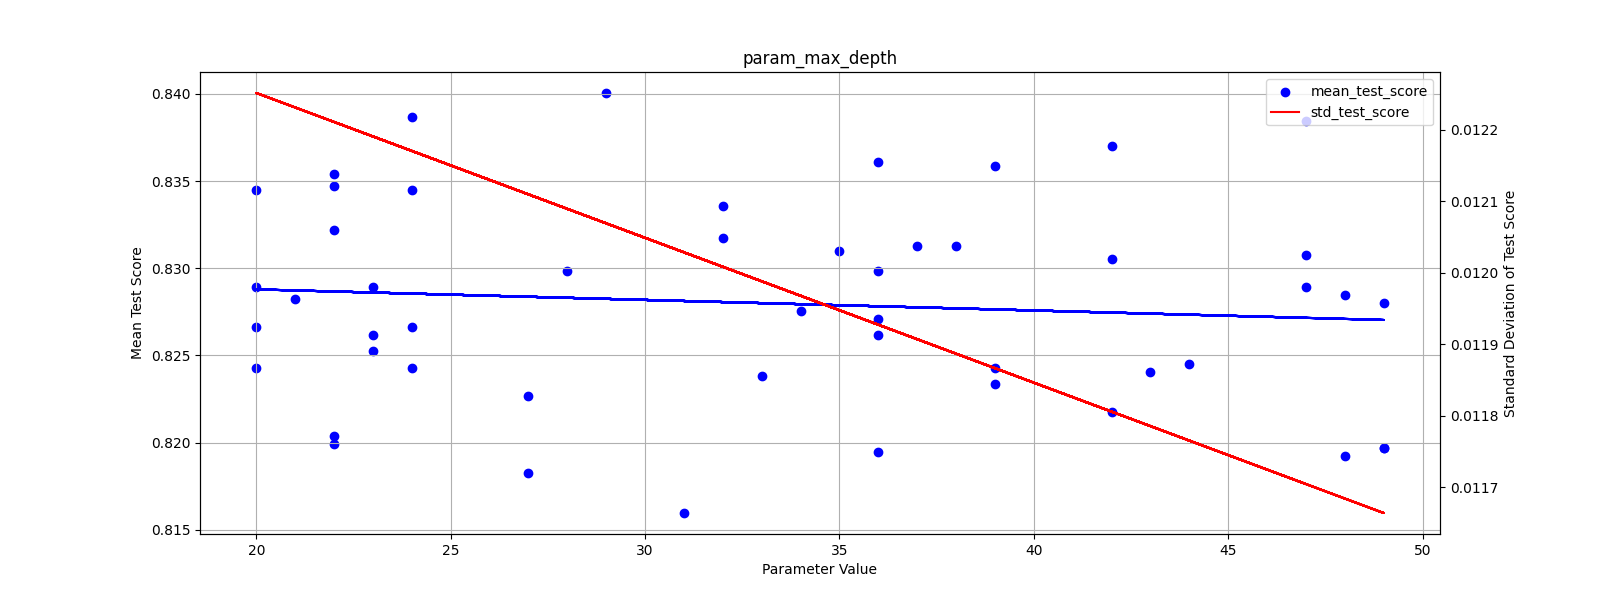 param_max_depth
mean_test_score
std_test_score
0.840
0.835
0.830
0.825
0.820
0.815
Mean Test Score
0.0122
0.0121
0.0120
0.0119
0.0118
0.0117
Standard Deviation of Test Score
20 25 30 35 40 45 50
Parameter Value